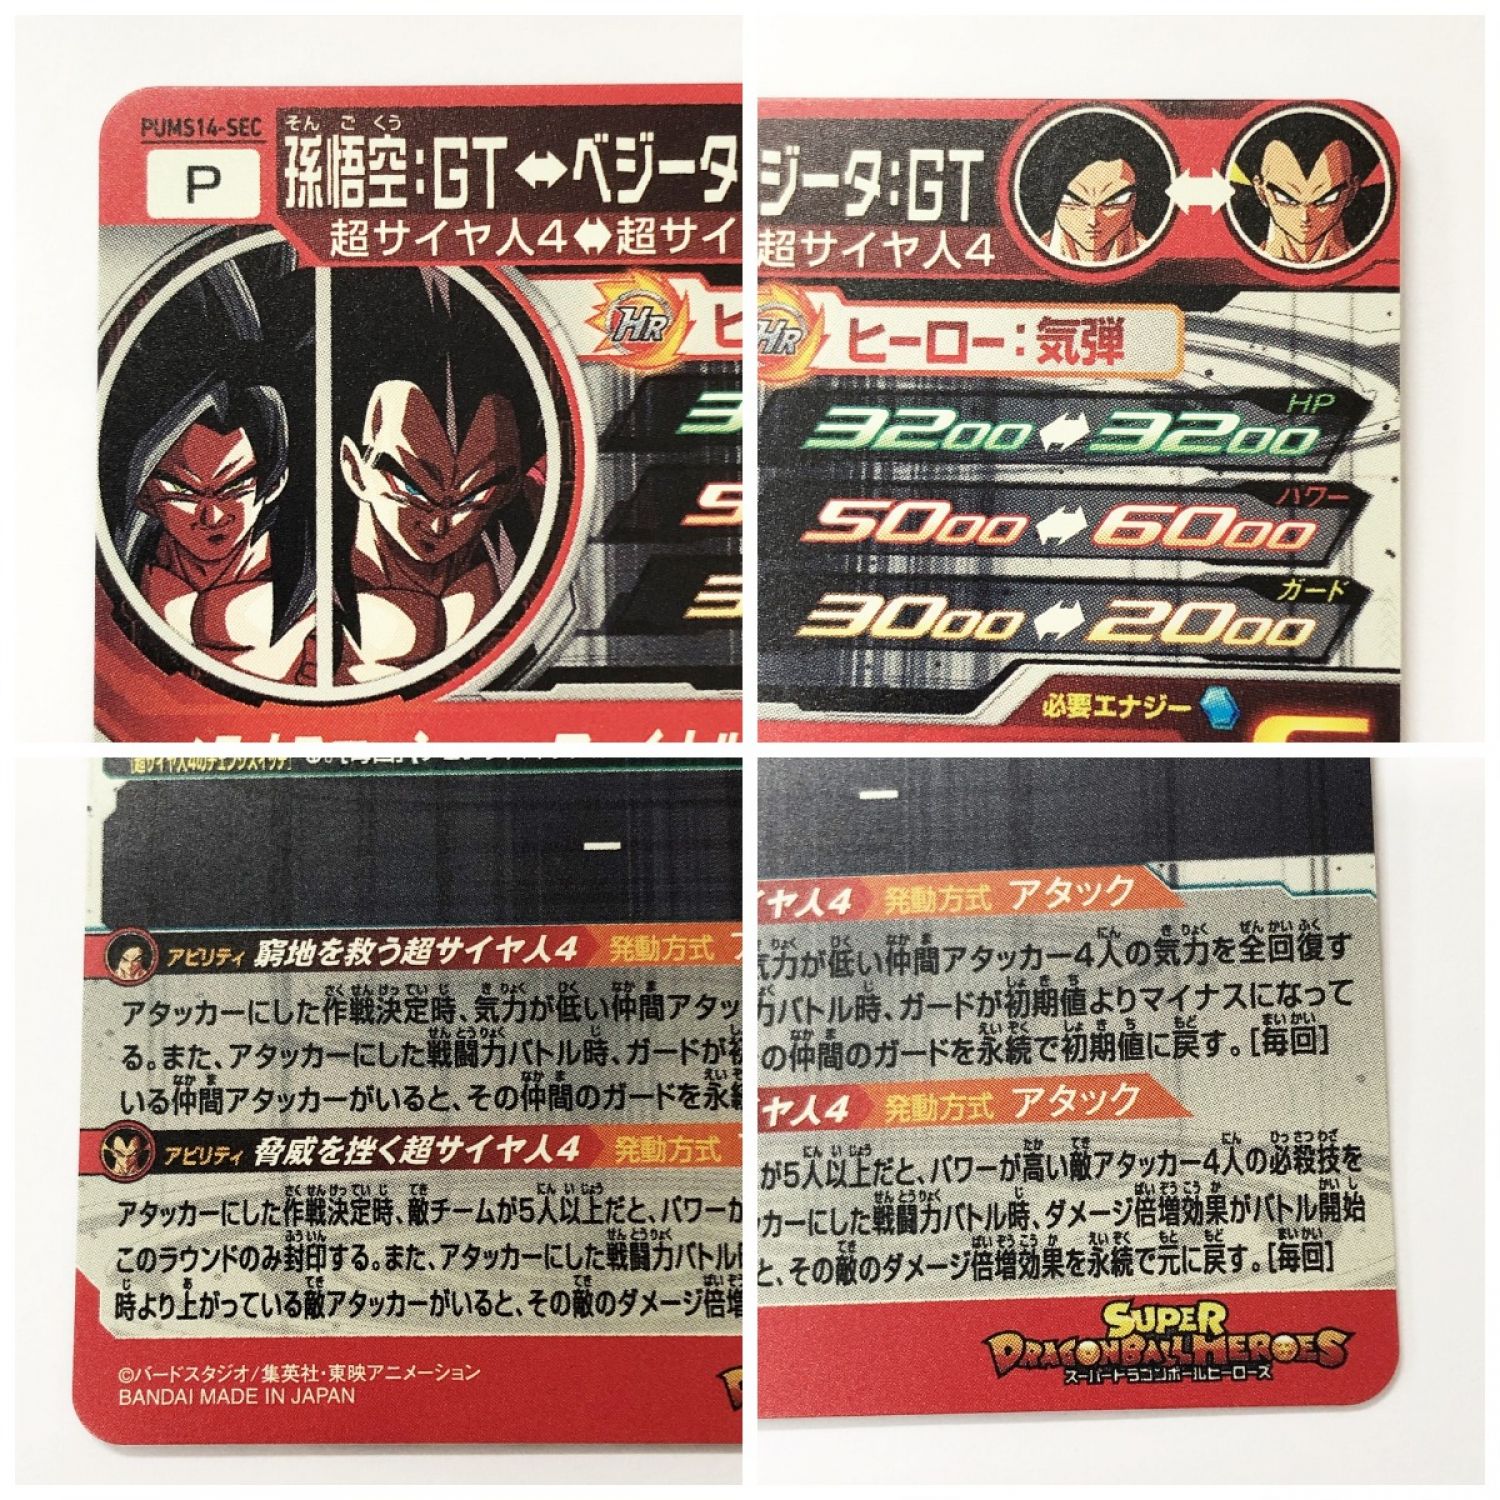 PUMS14-SEC
P
そん ご くう
孫悟空:GT⇔ベジータ
超サイヤ人4⇔超サイ
HR
ヒ
ジータ:GT
超サイヤ人4
HR
ヒーロー:気弾
HP
3200⇔3200
パワー
5000⇔6000
ガード
3000⇔2000
必要エナジー
ー
アビリティ 窮地を救う超サイヤ人4 発動方式
アタッカーにした作戦決定時、気力が低い仲間アタッ
る。また、アタッカーにした戦闘力バトル時、ガードが初
いる仲間アタッカーがいると、その仲間のガードを永続
アビリティ 脅威を挫く超サイヤ人4 発動方式
アタッカーにした作戦決定時、敵チームが5人以上だと、パワーが
このラウンドのみ封印する。また、アタッカーにした戦闘力バトル
時より上がっている敵アタッカーがいると、その敵のダメージ倍増
©バードスタジオ/集英社・東映アニメーション
BANDAI MADE IN JAPAN
ー
イヤ人4 発動方式 アタック
気力が低い仲間アタッカー4人の気力を全回復す
力バトル時、ガードが初期値よりマイナスになって
の仲間のガードを永続で初期値に戻す。[毎回]
ヤ人4 発動方式 アタック
が5人以上だと、パワーが高い敵アタッカー4人の必殺技を
カーにした戦闘力バトル時、ダメージ倍増効果がバトル開始
と、その敵のダメージ倍増効果を永続で元に戻す。[毎回]
SUPER
DRAGONBALL HEROES
スーパードラゴンボールヒーローズ